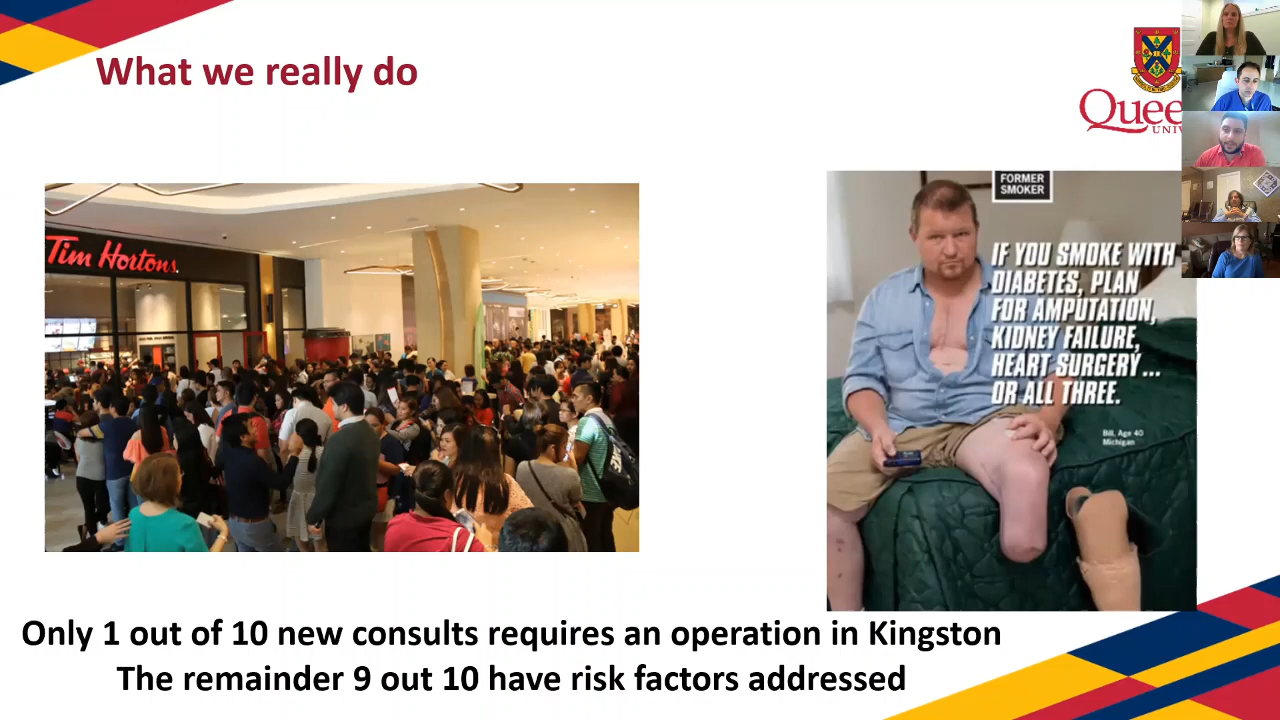 What we really do
Quee
UNIV
Tim Hortons.
FORMER
SMOKER
IF YOU SMOKE WITH
DIABETES, PLAN
FOR AMPUTATION,
KIDNEY FAILURE,
HEART SURGERY...
OR ALL THREE.
Bill, Age 40
Michigan
Only 1 out of 10 new consults requires an operation in Kingston
The remainder 9 out 10 have risk factors addressed